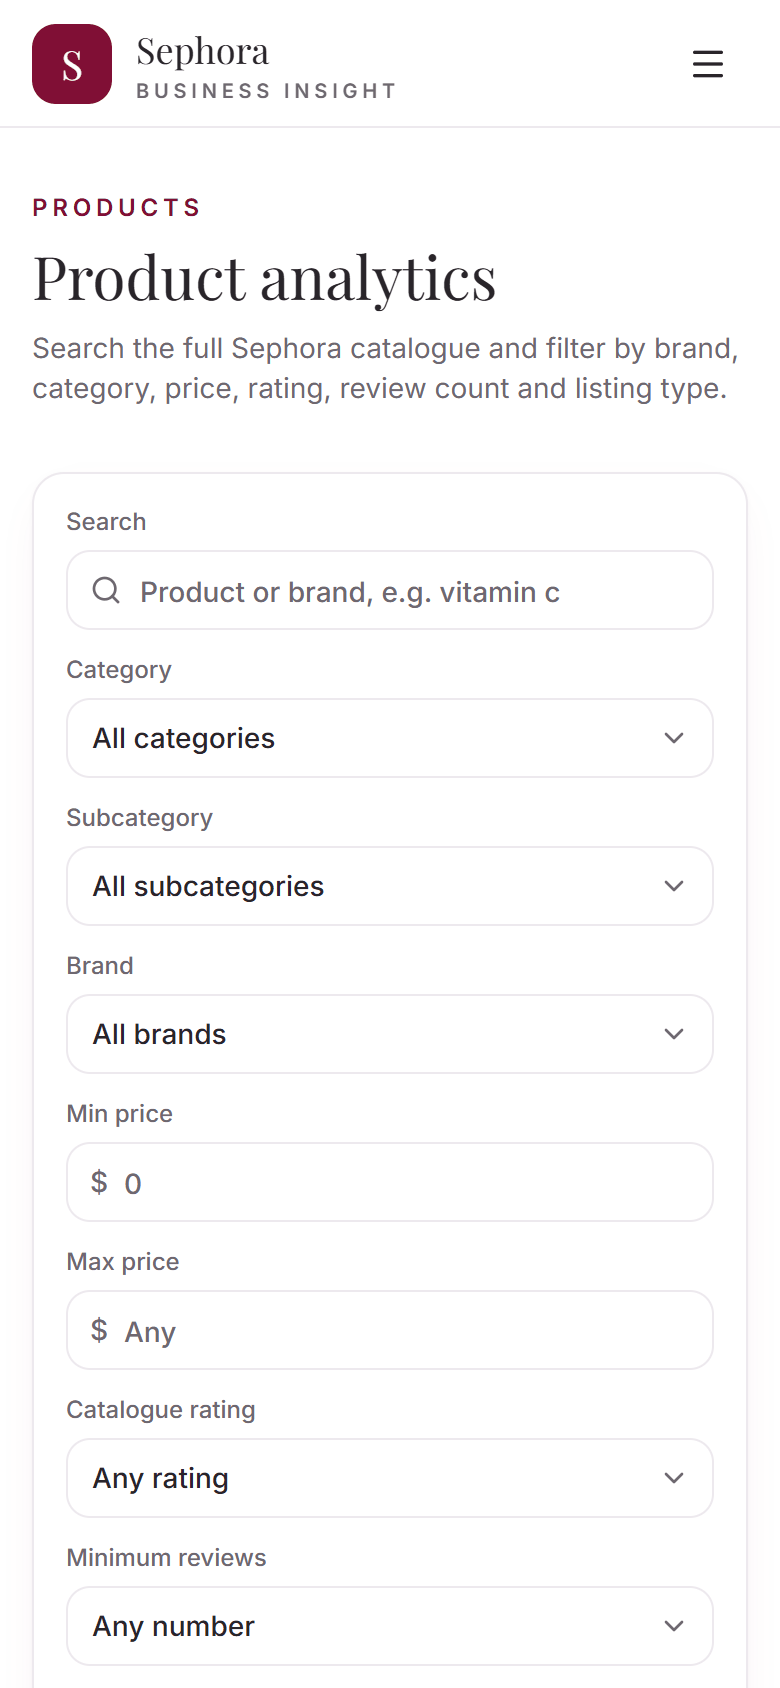 S
Sephora
BUSINESS INSIGHT
PRODUCTS
Product analytics
Search the full Sephora catalogue and filter by brand,
category, price, rating, review count and listing type.
Search
Product or brand, e.g. vitamin c
Category
All categories
Subcategory
All subcategories
Brand
All brands
Min price
$ 0
Max price
$ Any
Catalogue rating
Any rating
Minimum reviews
Any number